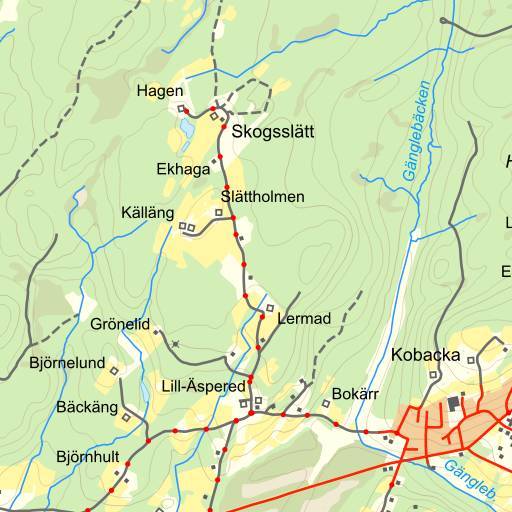 Hagen
Skogsslätt
Gänglebäcken
Ekhaga
Slättholmen
Källäng
H
L
E
Lermad
Grönelid
Björnelund
Kobacka
Lill-Äspered
Bokärr
Bäckäng
Björnhult
Gängleb.